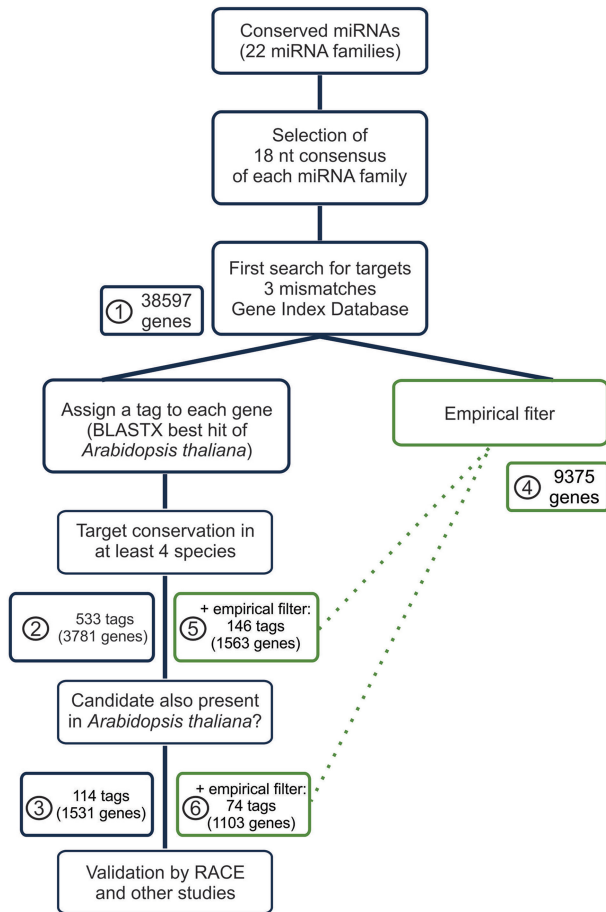 Conserved miRNAs
(22 miRNA families)
Selection of
18 nt consensus
of each miRNA family
First search for targets
3 mismatches
Gene Index Database
1
38597
genes
Assign a tag to each gene
(BLASTX best hit of
Arabidopsis thaliana)
Empirical fiter
4
9375
genes
Target conservation in
at least 4 species
2
533 tags
(3781 genes)
5
+ empirical filter:
146 tags
(1563 genes)
Candidate also present
in Arabidopsis thaliana?
3
114 tags
(1531 genes)
6
+ empirical filter:
74 tags
(1103 genes)
Validation by RACE
and other studies